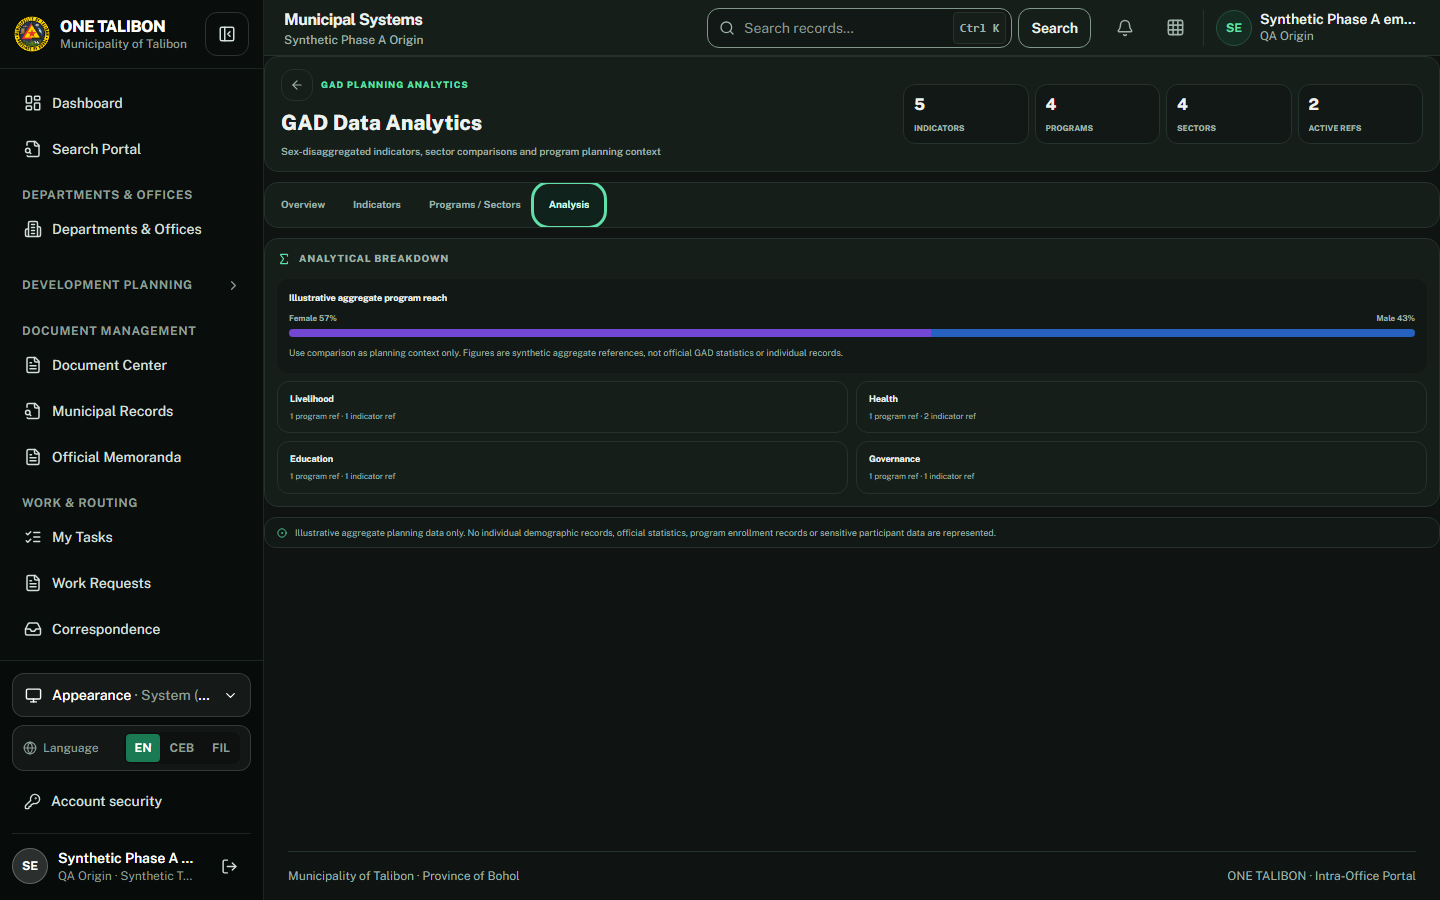 ONE TALIBON
Municipality of Talibon
Dashboard
Search Portal
DEPARTMENTS & OFFICES
Departments & Offices
DEVELOPMENT PLANNING
DOCUMENT MANAGEMENT
Document Center
Municipal Records
Official Memoranda
WORK & ROUTING
My Tasks
Work Requests
Correspondence
Appearance · System (...
Language EN CEB FIL
Account security
SE Synthetic Phase A ...
QA Origin · Synthetic T...
Municipal Systems
Synthetic Phase A Origin
Search records... Ctrl K Search
SE Synthetic Phase A em...
QA Origin
GAD PLANNING ANALYTICS
GAD Data Analytics
Sex-disaggregated indicators, sector comparisons and program planning context
5 INDICATORS
4 PROGRAMS
4 SECTORS
2 ACTIVE REFS
Overview Indicators Programs / Sectors Analysis
ANALYTICAL BREAKDOWN
Illustrative aggregate program reach
Female 57% Male 43%
Use comparison as planning context only. Figures are synthetic aggregate references, not official GAD statistics or individual records.
Livelihood
1 program ref · 1 indicator ref
Health
1 program ref · 2 indicator ref
Education
1 program ref · 1 indicator ref
Governance
1 program ref · 1 indicator ref
Illustrative aggregate planning data only. No individual demographic records, official statistics, program enrollment records or sensitive participant data are represented.
Municipality of Talibon · Province of Bohol
ONE TALIBON · Intra-Office Portal